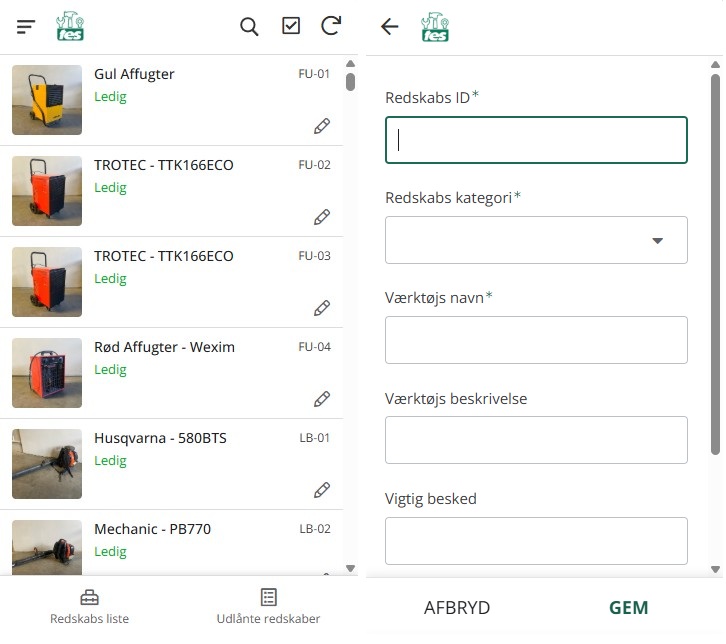 fes
Gul Affugter
FU-01
Ledig
TROTEC - TTK166ECO
FU-02
Ledig
TROTEC - TTK166ECO
FU-03
Ledig
Rød Affugter - Wexim
FU-04
Ledig
Husqvarna - 580BTS
LB-01
Ledig
Mechanic - PB770
LB-02
Ledig
Redskabs liste
Udlånte redskaber
fes
Redskabs ID*
Redskabs kategori*
Værktøjs navn*
Værktøjs beskrivelse
Vigtig besked
AFBRYD
GEM